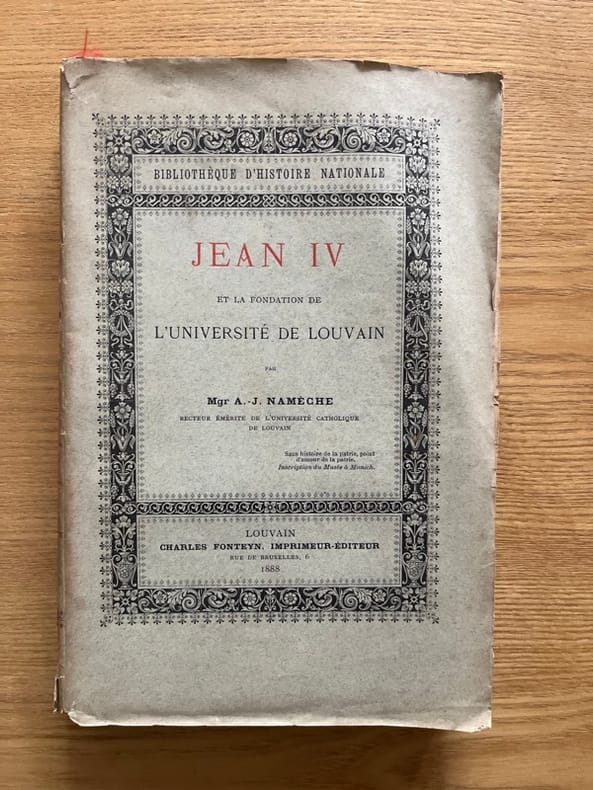 BIBLIOTHÈQUE D'HISTOIRE NATIONALE
JEAN IV
ET LA FONDATION DE
L'UNIVERSITÉ DE LOUVAIN
PAR
Mgr A.-J. NAMÈCHE
RECTEUR ÉMÉRITE DE L'UNIVERSITÉ CATHOLIQUE
DE LOUVAIN
Sans histoire de la patrie, point
d'amour de la patrie.
Inscription du Musée à Munich.
LOUVAIN
CHARLES FONTEYN, IMPRIMEUR-ÉDITEUR
RUE DE BRUXELLES, 6
1888